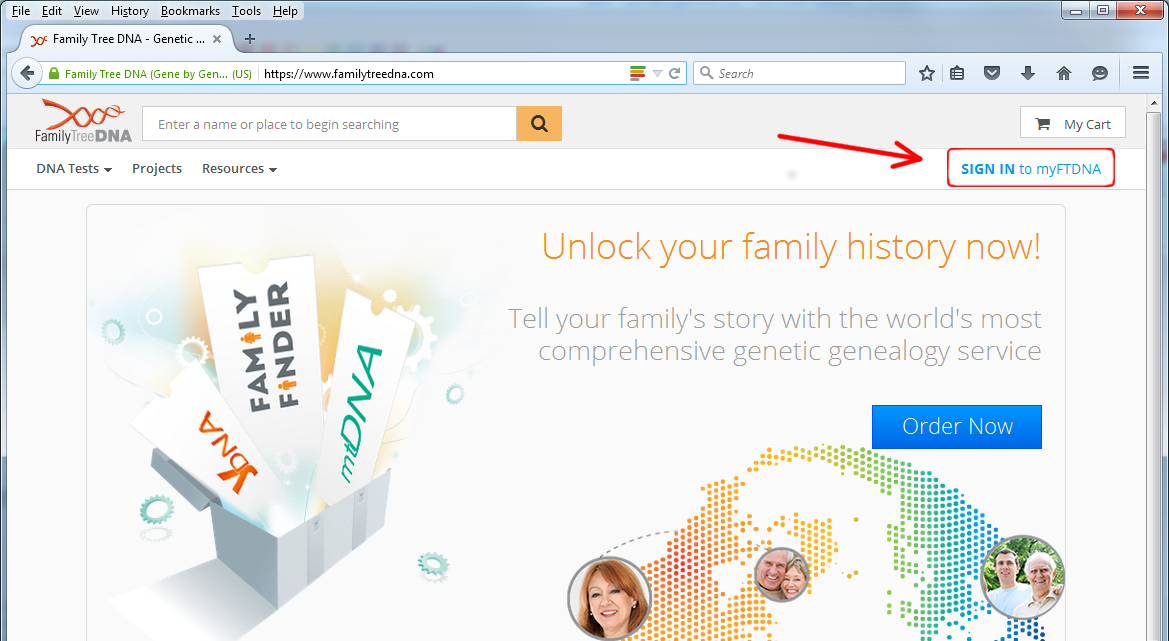 File Edit View History Bookmarks Tools Help
Family Tree DNA - Genetic ...
Family Tree DNA (Gene by Gen... (US) https://www.familytreedna.com
Search
FamilyTreeDNA
Enter a name or place to begin searching
My Cart
DNA Tests Projects Resources
SIGN IN to myFTDNA
Unlock your family history now!
Tell your family's story with the world's most
comprehensive genetic genealogy service
Order Now
FAMILY
FINDER
yDNA
mtDNA